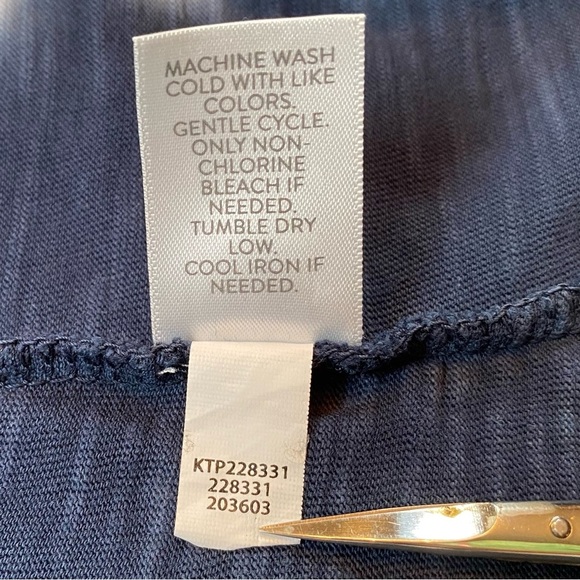 MACHINE WASH
COLD WITH LIKE
COLORS.
GENTLE CYCLE.
ONLY NON-
CHLORINE
BLEACH IF
NEEDED.
TUMBLE DRY
LOW.
COOL IRON IF
NEEDED.
KTP228331
228331
203603